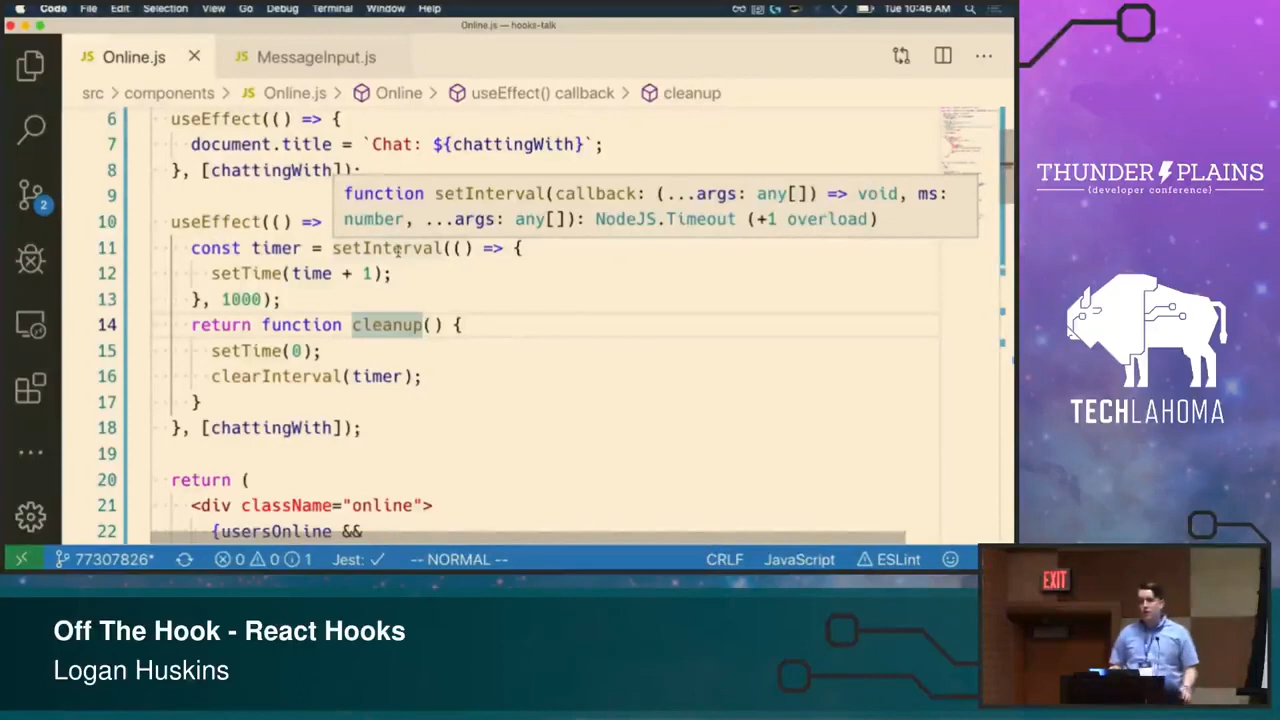 Code File Edit Selection View Go Debug Terminal Window Help
Tue 10:46 AM
Online.js — hooks-talk
JS Online.js
JS MessageInput.js
src > components > JS Online.js > Online > useEffect() callback > cleanup
6 useEffect(() => {
7 document.title = `Chat: ${chattingWith}`;
8 }, [chattingWith]);
function setInterval(callback: (...args: any[]) => void, ms:
number, ...args: any[]): NodeJS.Timeout (+1 overload)
9
10 useEffect(() =>
11 const timer = setInterval(() => {
12 setTime(time + 1);
13 }, 1000);
14 return function cleanup() {
15 setTime(0);
16 clearInterval(timer);
17 }
18 }, [chattingWith]);
19
20 return (
21 <div className="online">
22 {usersOnline &&
2
77307826* 0 0 1 Jest: ✓ -- NORMAL -- CRLF JavaScript ESLint
THUNDER PLAINS
{developer conference}
TECHLAHOMA
EXIT
Off The Hook - React Hooks
Logan Huskins